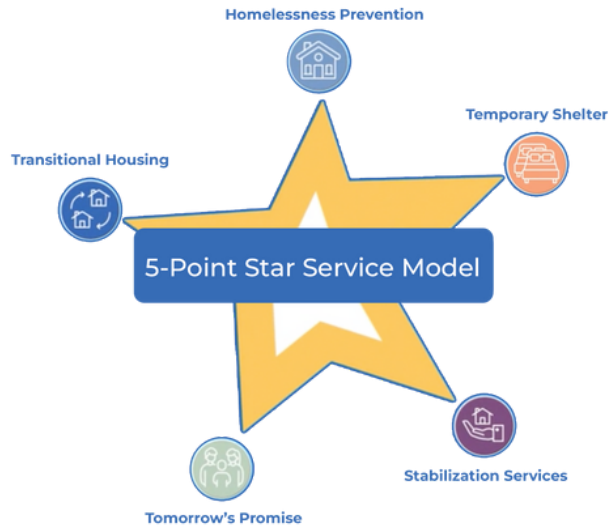 Homelessness Prevention
Temporary Shelter
Transitional Housing
5-Point Star Service Model
Stabilization Services
Tomorrow's Promise